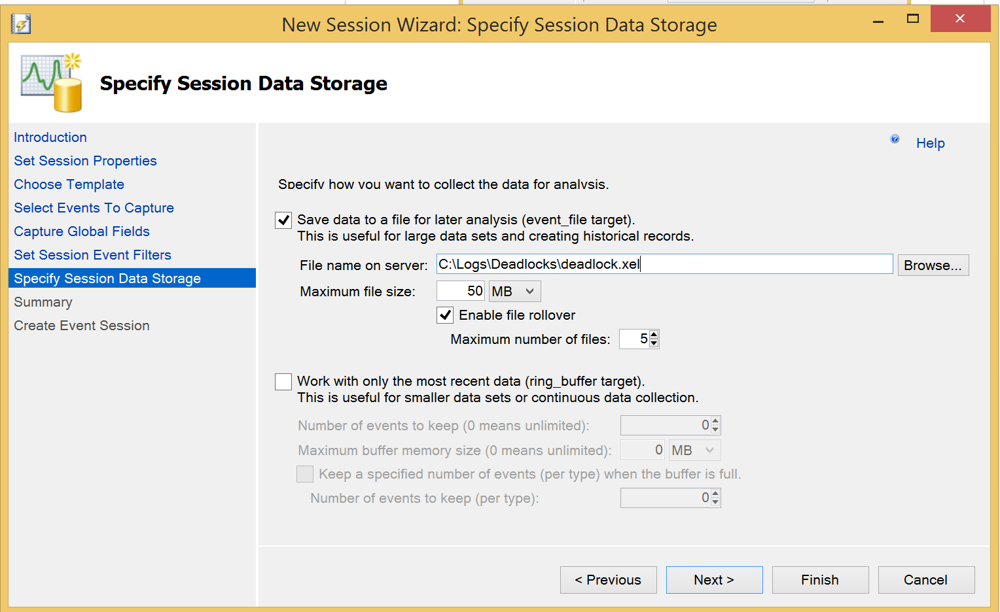 New Session Wizard: Specify Session Data Storage
Specify Session Data Storage
Introduction
Set Session Properties
Choose Template
Select Events To Capture
Capture Global Fields
Set Session Event Filters
Specify Session Data Storage
Summary
Create Event Session
Help
Specify how you want to collect the data for analysis.
Save data to a file for later analysis (event_file target).
This is useful for large data sets and creating historical records.
File name on server: C:\Logs\Deadlocks\deadlock.xel Browse...
Maximum file size: 50 MB
Enable file rollover
Maximum number of files: 5
Work with only the most recent data (ring_buffer target).
This is useful for smaller data sets or continuous data collection.
Number of events to keep (0 means unlimited): 0
Maximum buffer memory size (0 means unlimited): 0 MB
Keep a specified number of events (per type) when the buffer is full.
Number of events to keep (per type): 0
< Previous Next > Finish Cancel